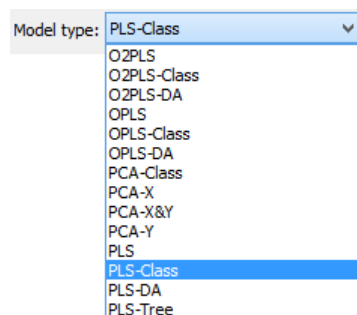 Model type: PLS-Class
O2PLS
O2PLS-Class
O2PLS-DA
OPLS
OPLS-Class
OPLS-DA
PCA-Class
PCA-X
PCA-X&Y
PCA-Y
PLS
PLS-Class
PLS-DA
PLS-Tree